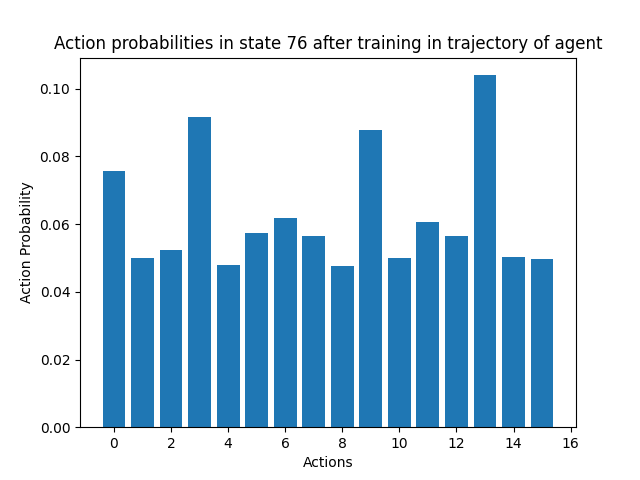 Action probabilities in state 76 after training in trajectory of agent
0.10
0.08
0.06
0.04
0.02
0.00
Action Probability
0 2 4 6 8 10 12 14 16
Actions